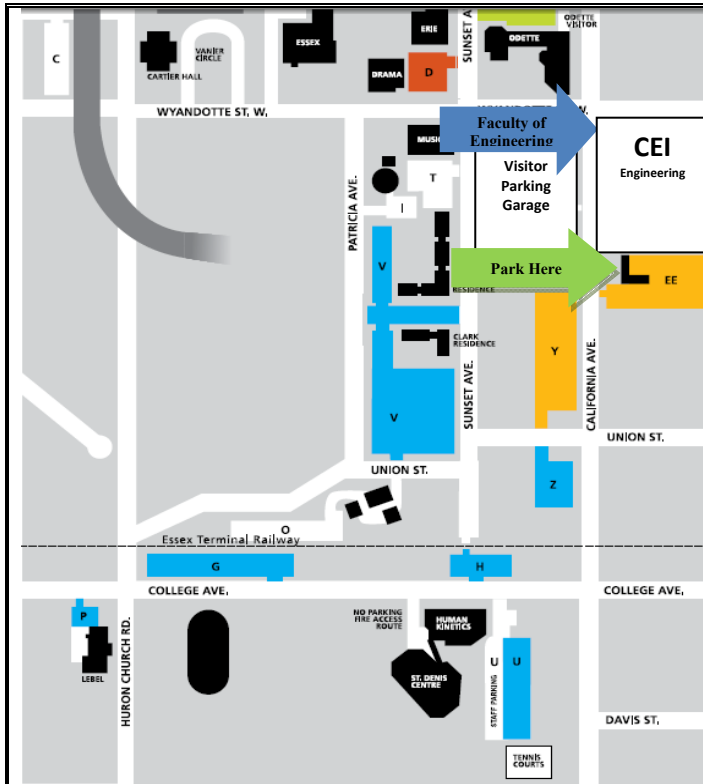 ODETTE
VISITOR
C
ESSEX
ERIE
SUNSET A
VANIER
CIRCLE
CARTIER HALL
DRAMA
D
ODETTE
WYANDOTTE ST. W.
W.
Faculty of
Engineering
MUSIC
T
I
Visitor
Parking
Garage
CEI
Engineering
PATRICIA AVE.
V
Park Here
RESIDENCE
EE
CLARK
RESIDENCE
Y
SUNSET AVE.
CALIFORNIA AVE.
V
UNION ST.
UNION ST.
Z
O
Essex Terminal Railway
G
H
COLLEGE AVE.
COLLEGE AVE.
P
LEBEL
HURON CHURCH RD.
NO PARKING
FIRE ACCESS
ROUTE
HUMAN
KINETICS
ST. DENIS
CENTRE
U
U
STAFF PARKING
DAVIS ST.
TENNIS
COURTS